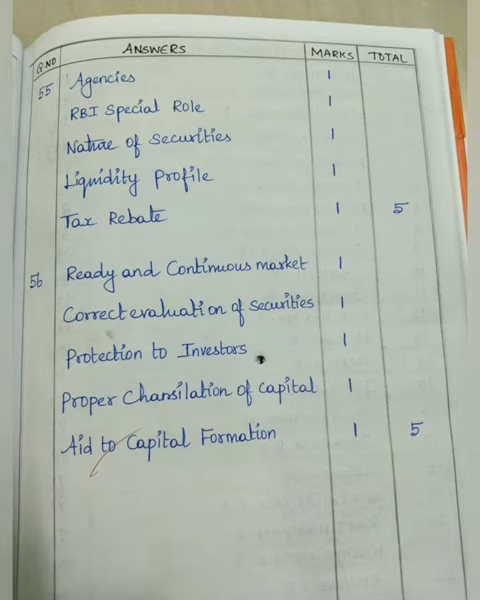 Q.NO ANSWERS MARKS TOTAL
55 Agencies 1
RBI Special Role 1
Nature of Securities 1
Liquidity Profile 1
Tax Rebate 1 5
56 Ready and Continuous market 1
Correct evaluation of securities 1
Protection to Investors 1
Proper Chansilation of capital 1
Aid to Capital Formation 1 5